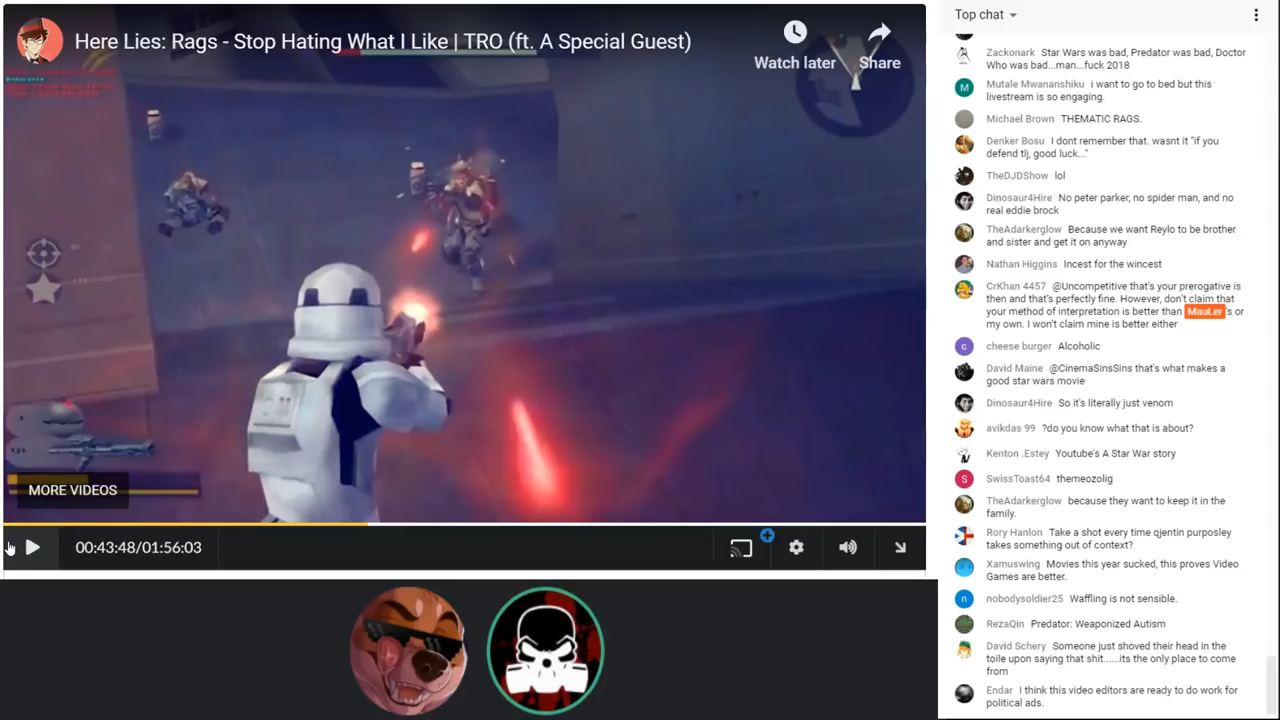 Here Lies: Rags - Stop Hating What I Like | TRO (ft. A Special Guest)
Watch later
Share
MORE VIDEOS
00:43:48/01:56:03
Top chat
Zackonark Star Wars was bad, Predator was bad, Doctor
Who was bad...man...fuck 2018
M
Mutale Mwananshiku i want to go to bed but this
livestream is so engaging.
Michael Brown THEMATIC RAGS.
Denker Bosu I dont remember that. wasnt it "if you
defend tlj, good luck..."
TheDJDShow lol
Dinosaur4Hire No peter parker, no spider man, and no
real eddie brock
TheAdarkerglow Because we want Reylo to be brother
and sister and get it on anyway
Nathan Higgins Incest for the wincest
CrKhan 4457 @Uncompetitive that's your prerogative is
then and that's perfectly fine. However, don't claim that
your method of interpretation is better than MauLer's or
my own. I won't claim mine is better either
c
cheese burger Alcoholic
David Maine @CinemaSinsSins that's what makes a
good star wars movie
Dinosaur4Hire So it's literally just venom
avikdas 99 ?do you know what that is about?
Kenton .Estey Youtube's A Star War story
S
SwissToast64 themeozolig
TheAdarkerglow because they want to keep it in the
family.
Rory Hanlon Take a shot every time qjentin purposley
takes something out of context?
Xamuswing Movies this year sucked, this proves Video
Games are better.
n
nobodysoldier25 Waffling is not sensible.
RezaQin Predator: Weaponized Autism
David Schery Someone just shoved their head in the
toile upon saying that shit......its the only place to come
from
Endar I think this video editors are ready to do work for
political ads.